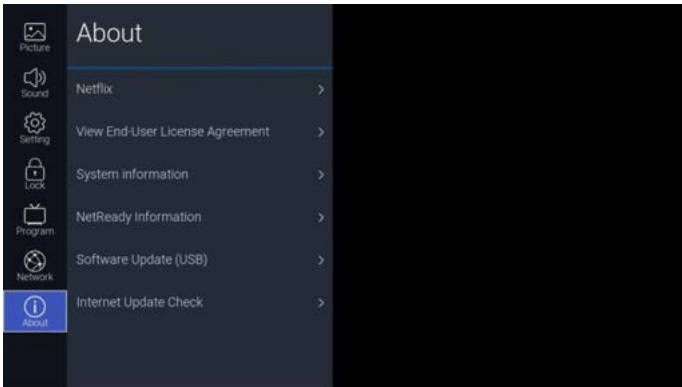 Picture
Sound
Setting
Lock
Program
Network
About
About
Netflix
View End-User License Agreement
System information
NetReady Information
Software Update (USB)
Internet Update Check